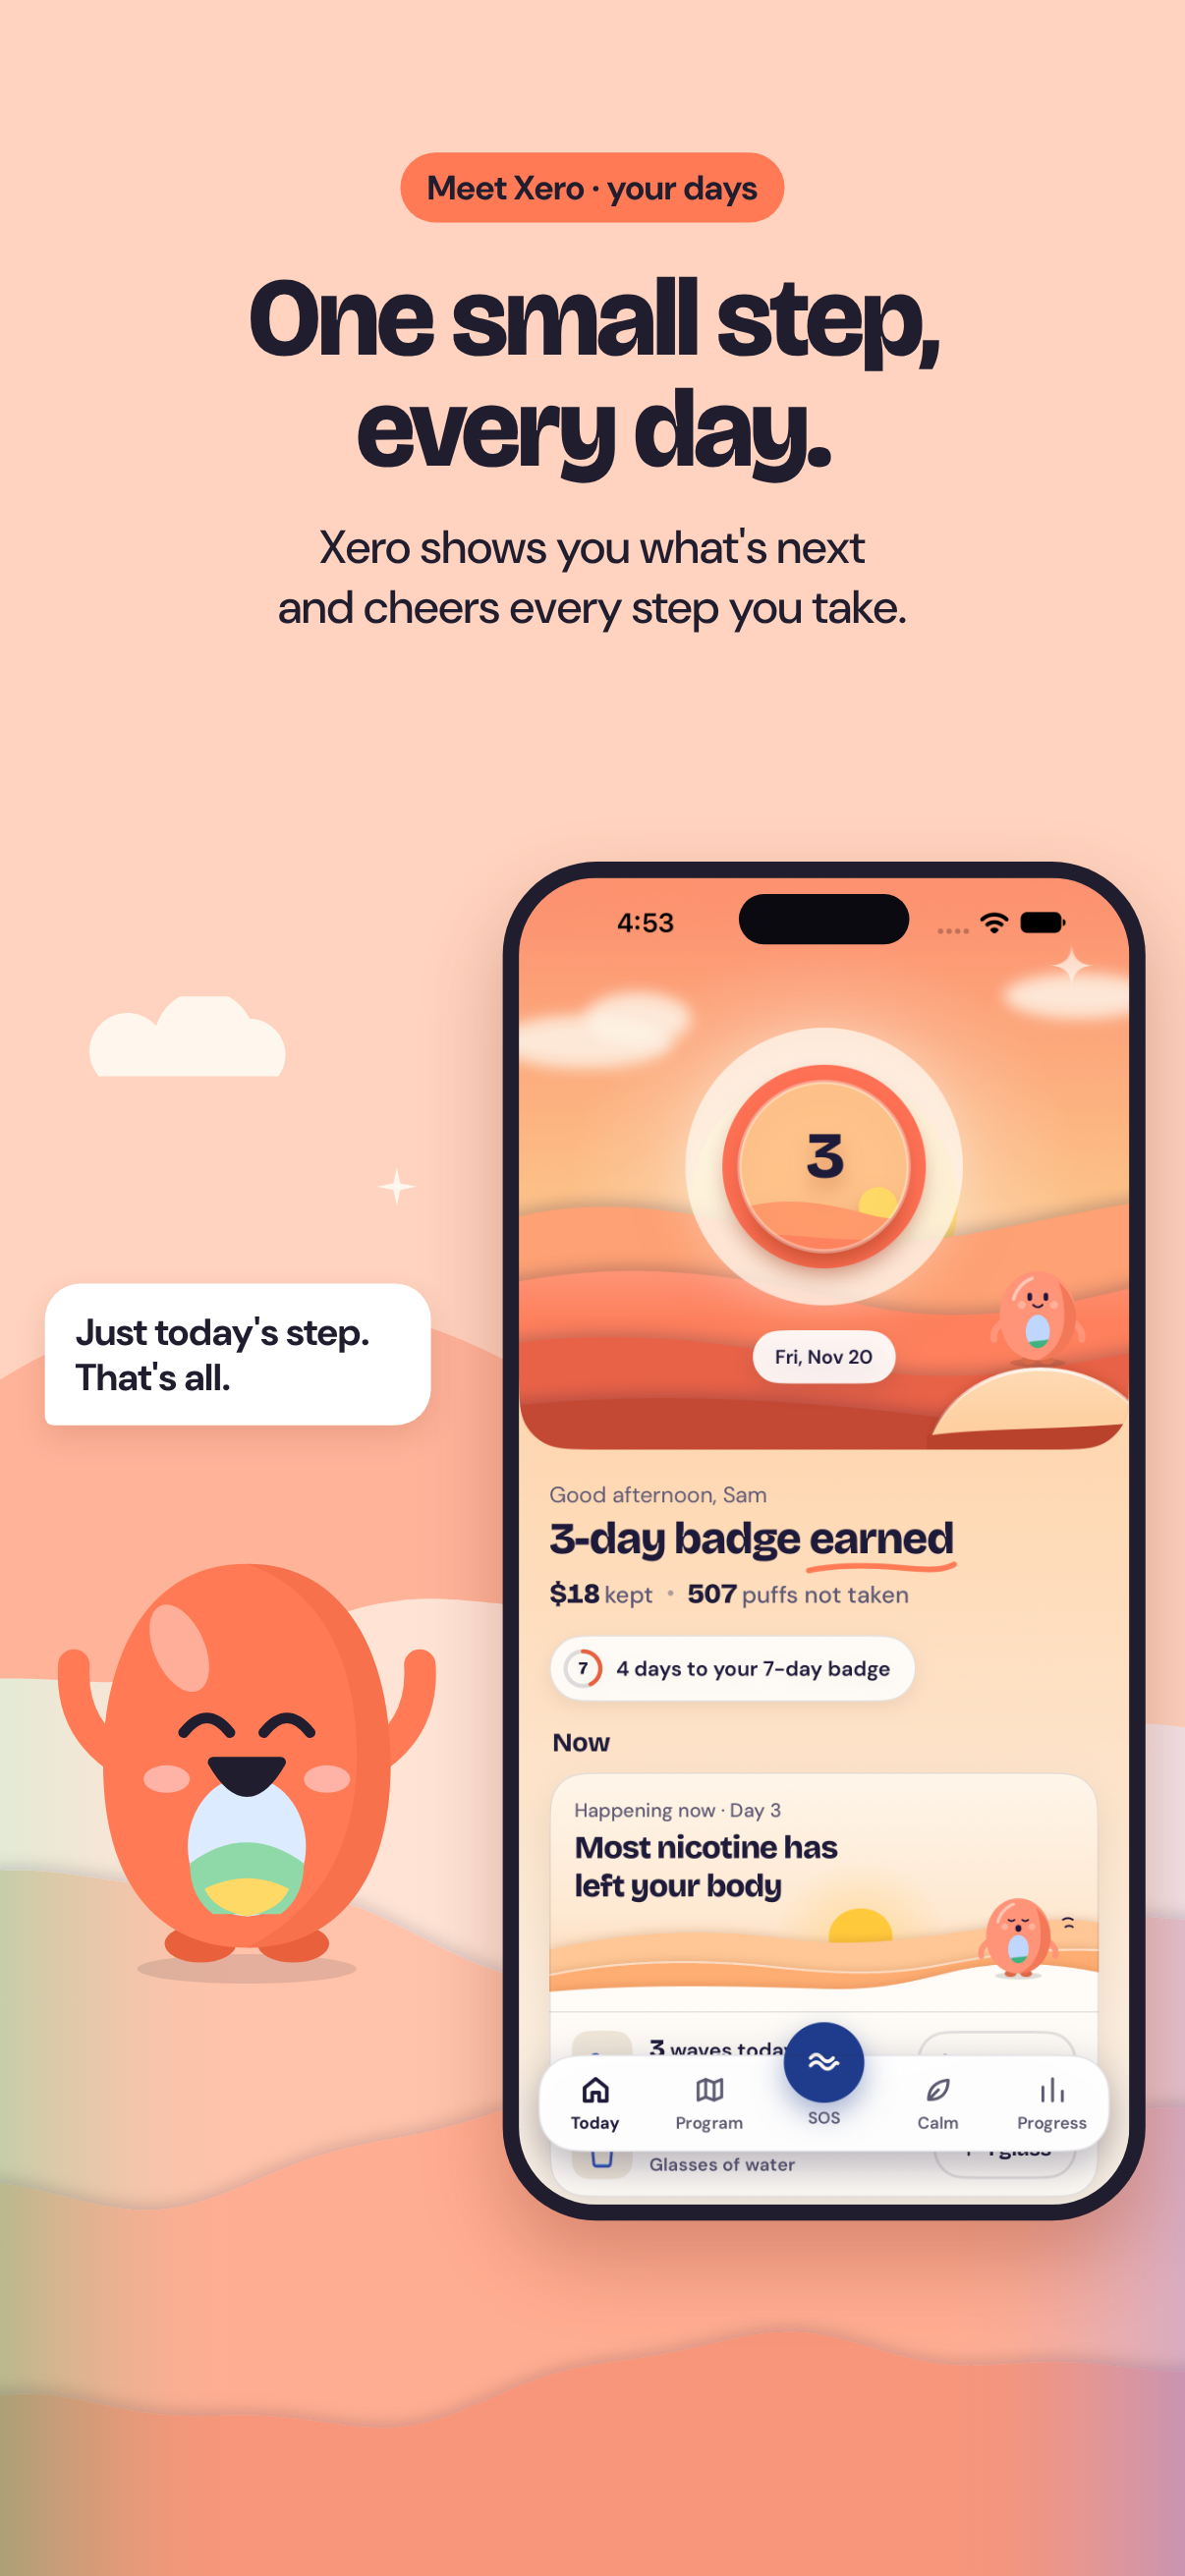 Meet Xero · your days
One small step,
every day.
Xero shows you what's next
and cheers every step you take.
4:53
3
Just today's step.
That's all.
Fri, Nov 20
Good afternoon, Sam
3-day badge earned
$18 kept • 507 puffs not taken
7 4 days to your 7-day badge
Now
Happening now · Day 3
Most nicotine has
left your body
3 waves today
Today
Program
SOS
Calm
Progress
Glasses of water